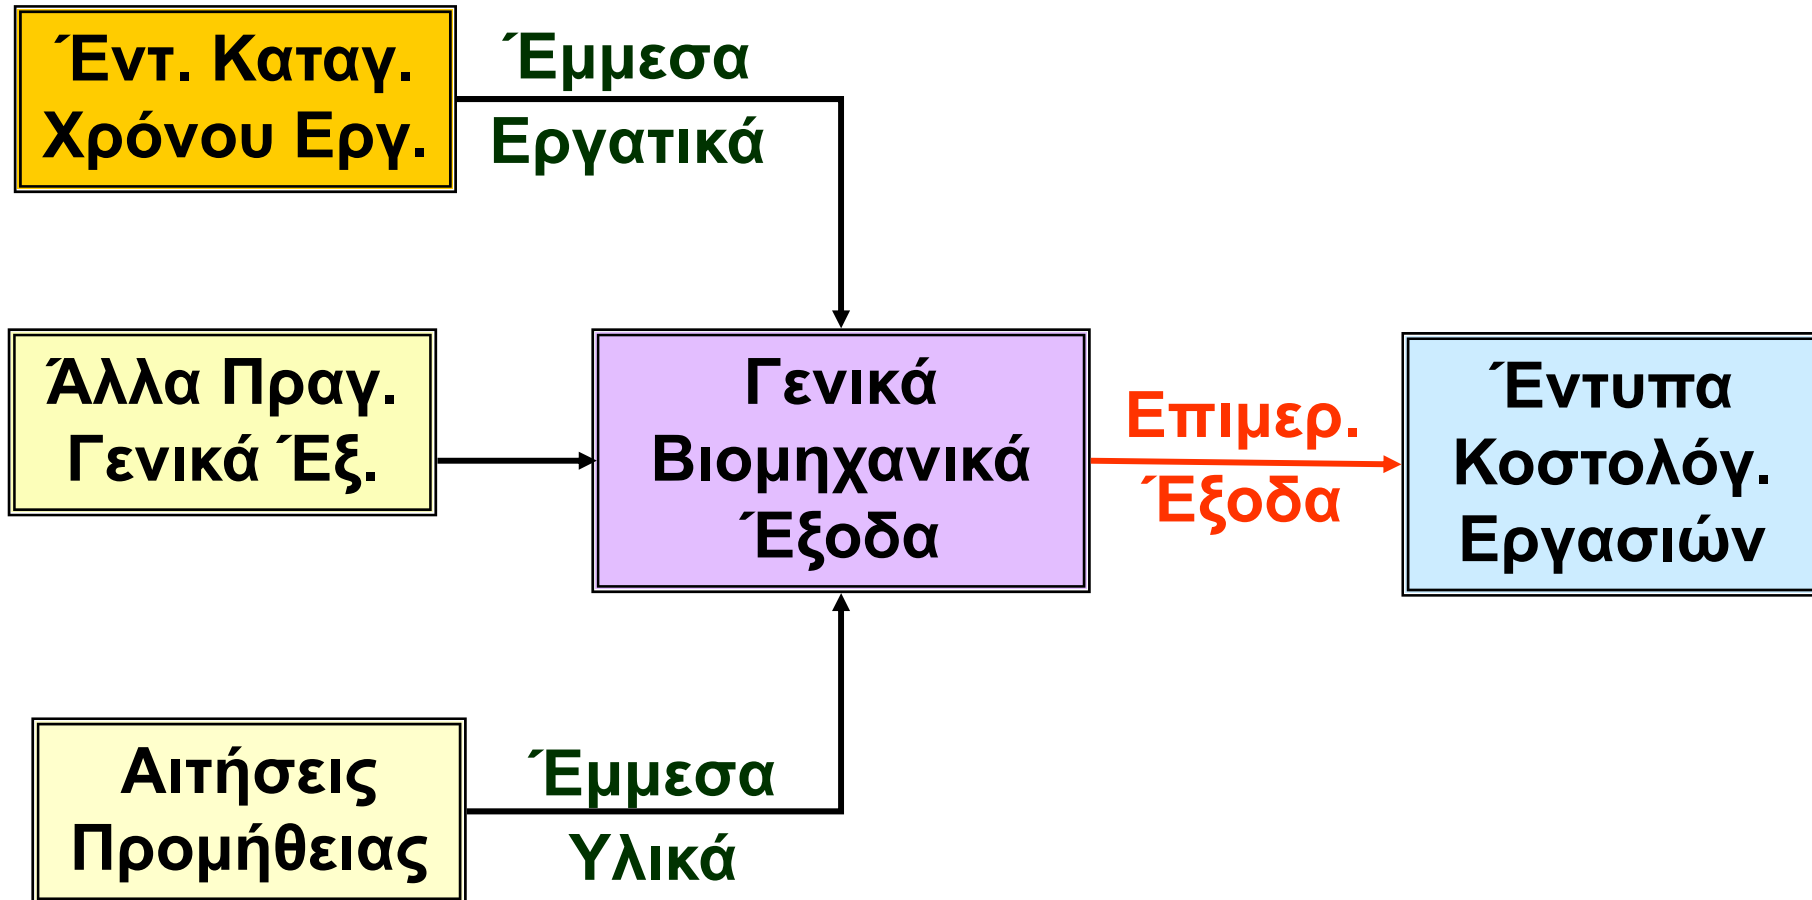 Έντ. Καταγ.
Χρόνου Εργ.
Έμμεσα
Εργατικά
Άλλα Πραγ.
Γενικά Έξ.
Γενικά
Βιομηχανικά
Έξοδα
Επιμερ.
Έξοδα
Έντυπα
Κοστολόγ.
Εργασιών
Αιτήσεις
Προμήθειας
Έμμεσα
Υλικά